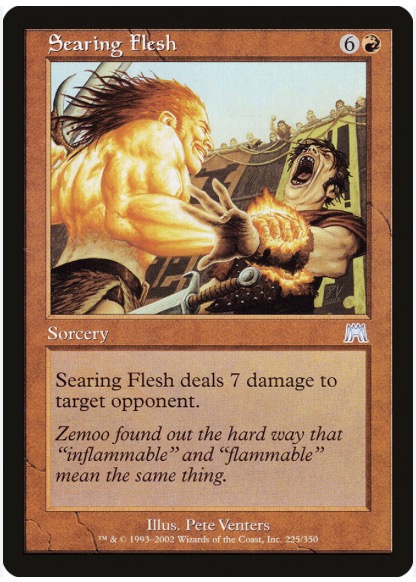 Searing Flesh 6
Sorcery
Searing Flesh deals 7 damage to
target opponent.
Zemoo found out the hard way that
“inflammable” and “flammable”
mean the same thing.
Illus. Pete Venters
™ & © 1993–2002 Wizards of the Coast, Inc. 225/350